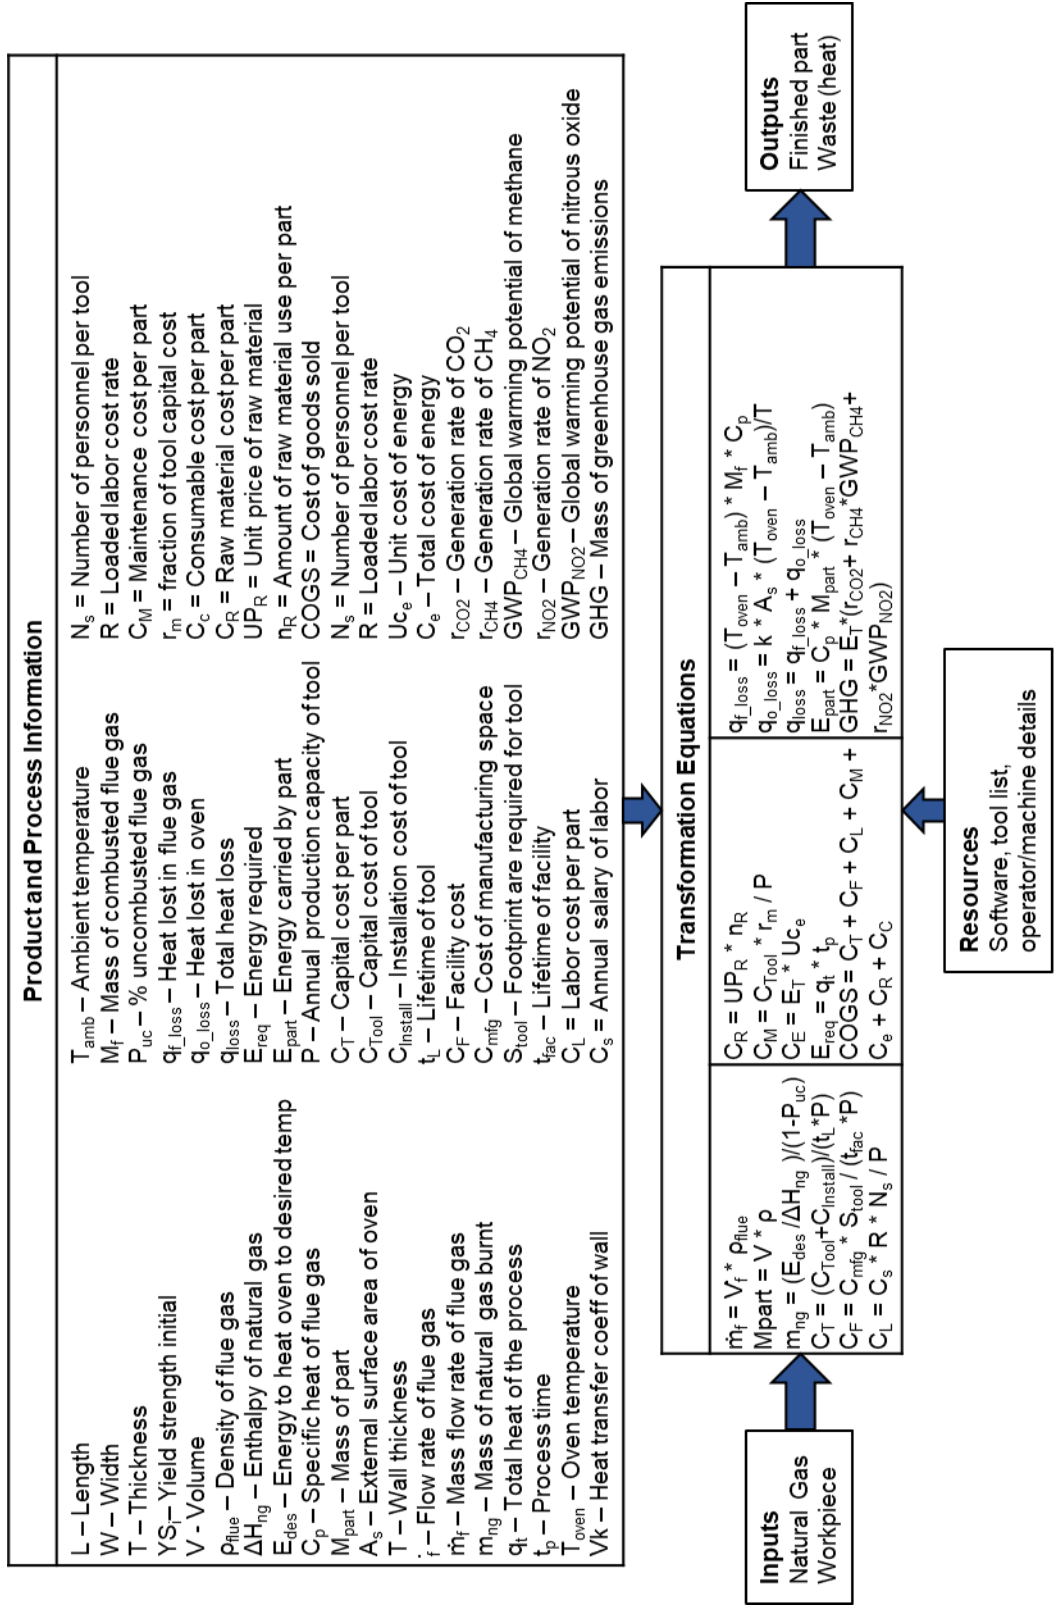 Product and Process Information
L – Length
W – Width
T – Thickness
YSi – Yield strength initial
V - Volume
ρflue – Density of flue gas
ΔHng – Enthalpy of natural gas
Edes – Energy to heat oven to desired temp
Cp – Specific heat of flue gas
Mpart – Mass of part
As – External surface area of oven
T – Wall thickness
ḟ – Flow rate of flue gas
ṁf – Mass flow rate of flue gas
mng – Mass of natural gas burnt
qt – Total heat of the process
tp – Process time
Toven – Oven temperature
Vk – Heat transfer coeff of wall
Tamb – Ambient temperature
Mf – Mass of combusted flue gas
Puc – % uncombusted flue gas
qf_loss – Heat lost in flue gas
qo_loss – Heat lost in oven
qloss – Total heat loss
Ereq – Energy required
Epart – Energy carried by part
P – Annual production capacity of tool
CT – Capital cost per part
CTool – Capital cost of tool
CInstall – Installation cost of tool
tL – Lifetime of tool
CF – Facility cost
Cmfg – Cost of manufacturing space
Stool – Footprint are required for tool
tfac – Lifetime of facility
CL = Labor cost per part
Cs = Annual salary of labor
Ns = Number of personnel per tool
R = Loaded labor cost rate
CM = Maintenance cost per part
rm = fraction of tool capital cost
Cc = Consumable cost per part
CR = Raw material cost per part
UPR = Unit price of raw material
nR = Amount of raw material use per part
COGS = Cost of goods sold
Ns = Number of personnel per tool
R = Loaded labor cost rate
Uce – Unit cost of energy
Ce – Total cost of energy
rCO2 – Generation rate of CO2
rCH4 – Generation rate of CH4
GWPCH4 – Global warming potential of methane
rNO2 – Generation rate of NO2
GWPNO2 – Global warming potential of nitrous oxide
GHG – Mass of greenhouse gas emissions
Inputs
Natural Gas
Workpiece
Transformation Equations
ṁf = V̇f * ρflue
Mpart = V * ρ
mng = (Edes /ΔHng )/(1-Puc)
CT = (CTool+CInstall)/(tL *P)
CF = Cmfg * Stool / (tfac *P)
CL = Cs * R * Ns / P
CR = UPR * nR
CM = CTool * rm / P
CE = ET * Uce
Ereq = qt * tp
COGS = CT + CF + CL + CM +
Ce + CR + CC
qf_loss = (Toven – Tamb) * Mf * Cp
qo_loss = k * As * (Toven – Tamb)/T
qloss = qf_loss + qo_loss
Epart = Cp * Mpart * (Toven – Tamb)
GHG = ET*(rCO2+ rCH4*GWPCH4+
rNO2*GWPNO2)
Outputs
Finished part
Waste (heat)
Resources
Software, tool list,
operator/machine details